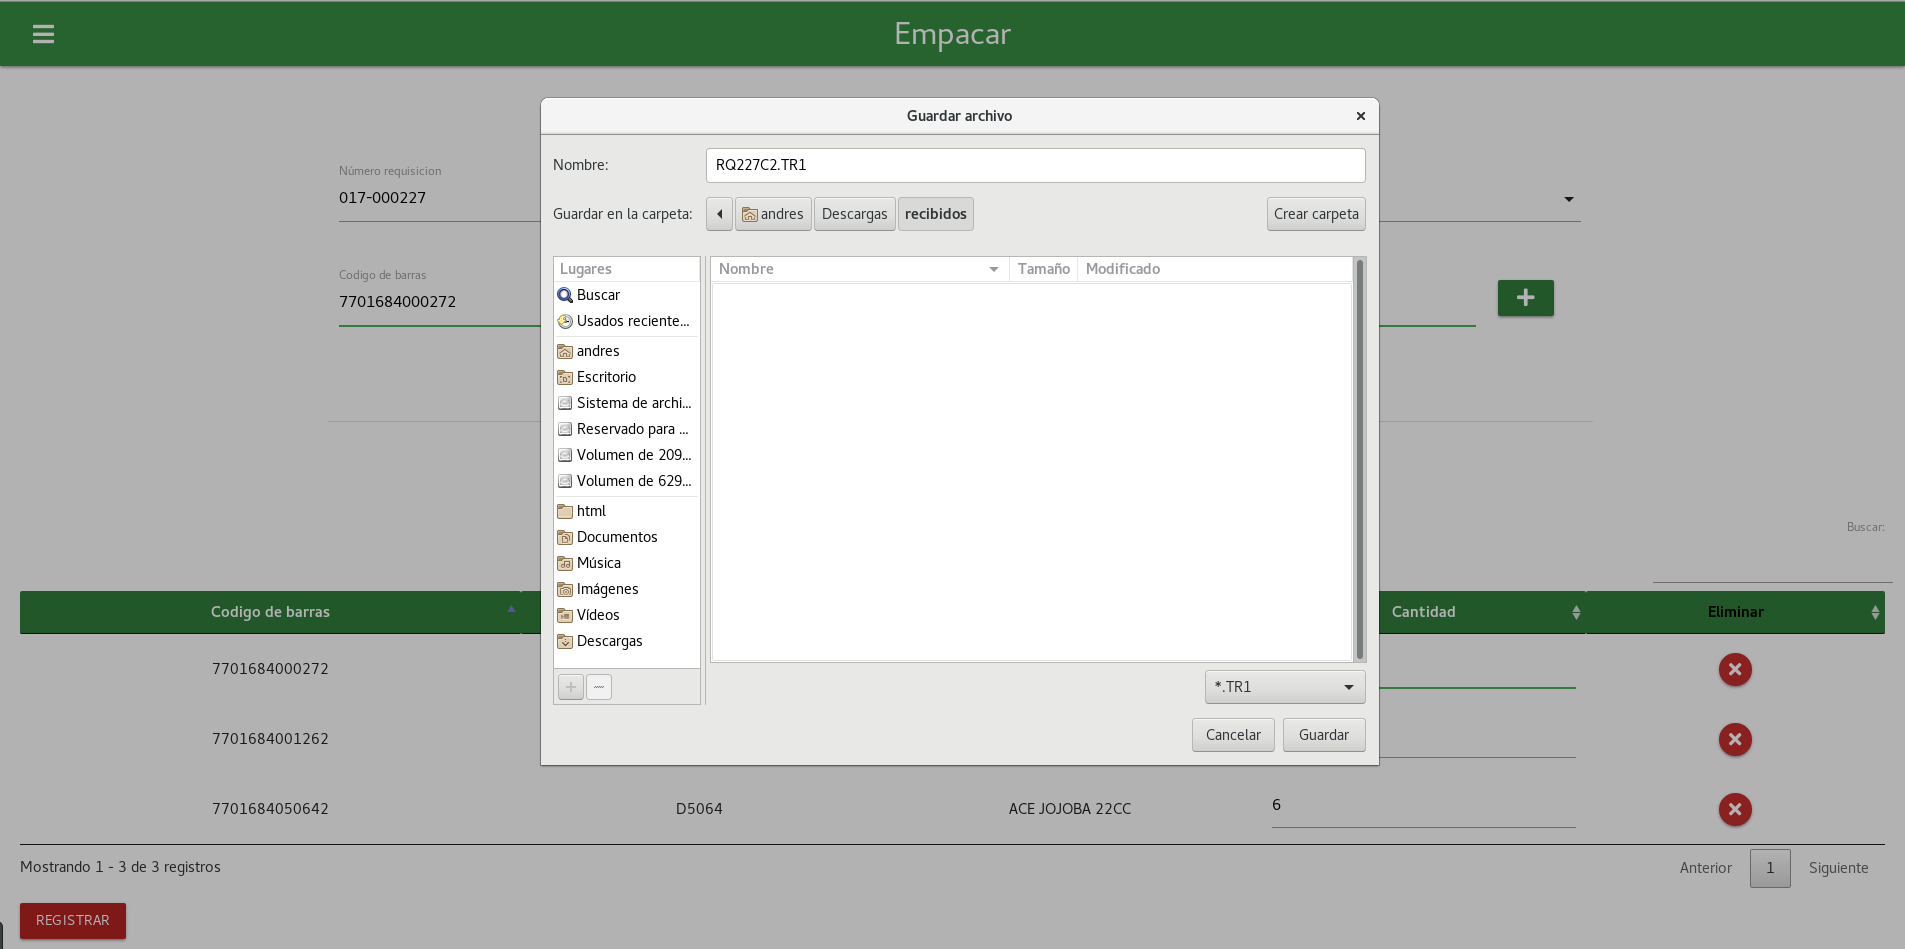 Empacar
Guardar archivo
Nombre: RQ227C2.TR1
Guardar en la carpeta: andres Descargas recibidos Crear carpeta
Número requisicion
017-000227
Codigo de barras
7701684000272
Lugares
Buscar
Usados reciente...
andres
Escritorio
Sistema de archi...
Reservado para ...
Volumen de 209...
Volumen de 629...
html
Documentos
Música
Imágenes
Vídeos
Descargas
Nombre Tamaño Modificado
*.TR1
Cancelar Guardar
Buscar:
Codigo de barras Cantidad Eliminar
7701684000272
7701684001262
7701684050642 D5064 ACE JOJOBA 22CC 6
Mostrando 1 - 3 de 3 registros
Anterior 1 Siguiente
REGISTRAR